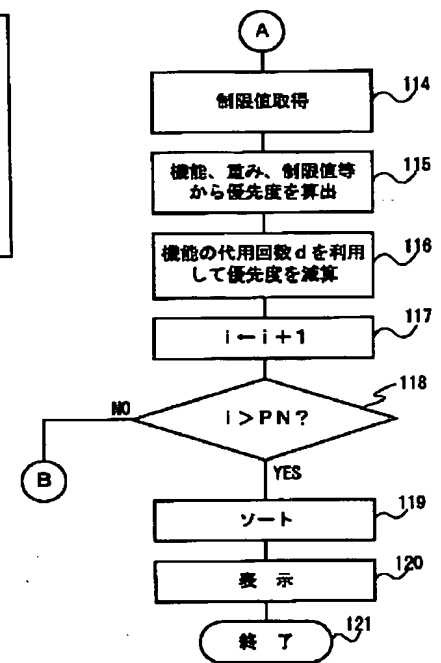 A
制限値取得
114
機能、重み、制限値等
から優先度を算出
115
機能の代用回数dを利用
して優先度を減算
116
i←i+1
117
i>PN?
118
NO
B
YES
ソート
119
表 示
120
終 了
121